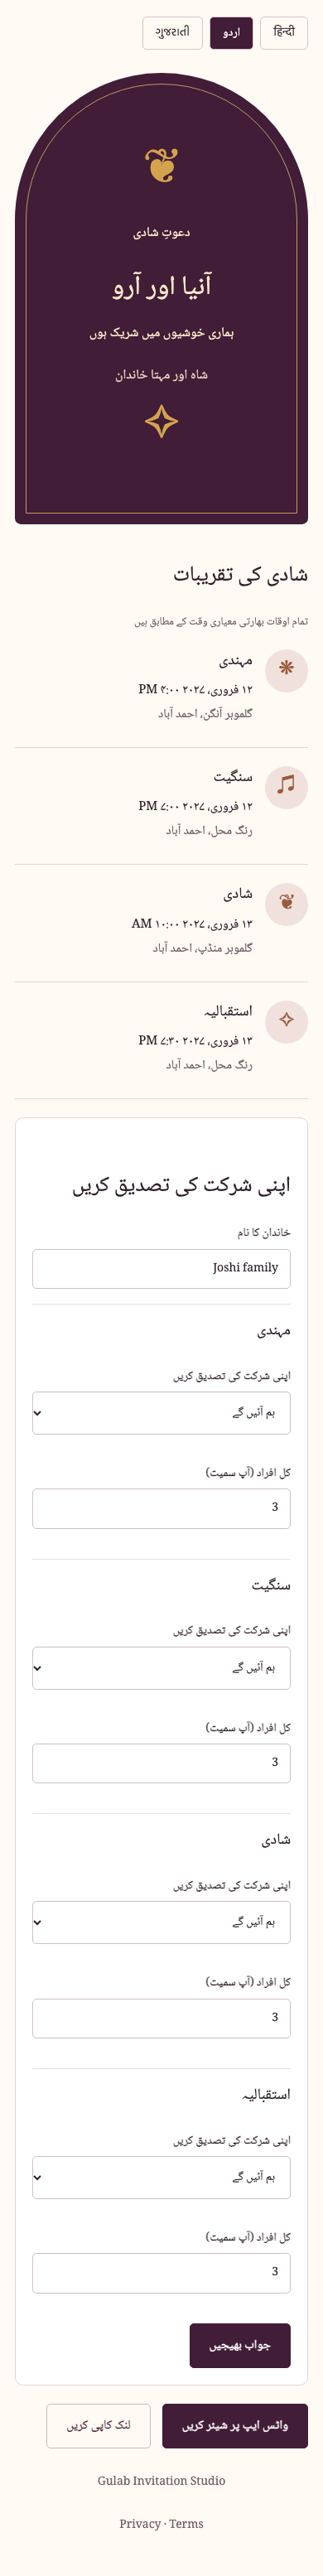 हिन्दी
اردو
ગુજરાતી
دعوتِ شادی
آنیا اور آرو
ہماری خوشیوں میں شریک ہوں
شاہ اور مہتا خاندان
شادی کی تقریبات
تمام اوقات بھارتی معیاری وقت کے مطابق ہیں
مہندی
۱۲ فروری، ۲۰۲۷ ۴:۰۰ PM
گلموہر آنگن، احمد آباد
سنگیت
۱۲ فروری، ۲۰۲۷ ۷:۰۰ PM
رنگ محل، احمد آباد
شادی
۱۳ فروری، ۲۰۲۷ ۱۰:۰۰ AM
گلموہر منڈپ، احمد آباد
استقبالیہ
۱۳ فروری، ۲۰۲۷ ۷:۳۰ PM
رنگ محل، احمد آباد
اپنی شرکت کی تصدیق کریں
خاندان کا نام
Joshi family
مہندی
اپنی شرکت کی تصدیق کریں
ہم آئیں گے
کل افراد (آپ سمیت)
3
سنگیت
اپنی شرکت کی تصدیق کریں
ہم آئیں گے
کل افراد (آپ سمیت)
3
شادی
اپنی شرکت کی تصدیق کریں
ہم آئیں گے
کل افراد (آپ سمیت)
3
استقبالیہ
اپنی شرکت کی تصدیق کریں
ہم آئیں گے
کل افراد (آپ سمیت)
3
جواب بھیجیں
واٹس ایپ پر شیئر کریں
لنک کاپی کریں
Gulab Invitation Studio
Privacy · Terms